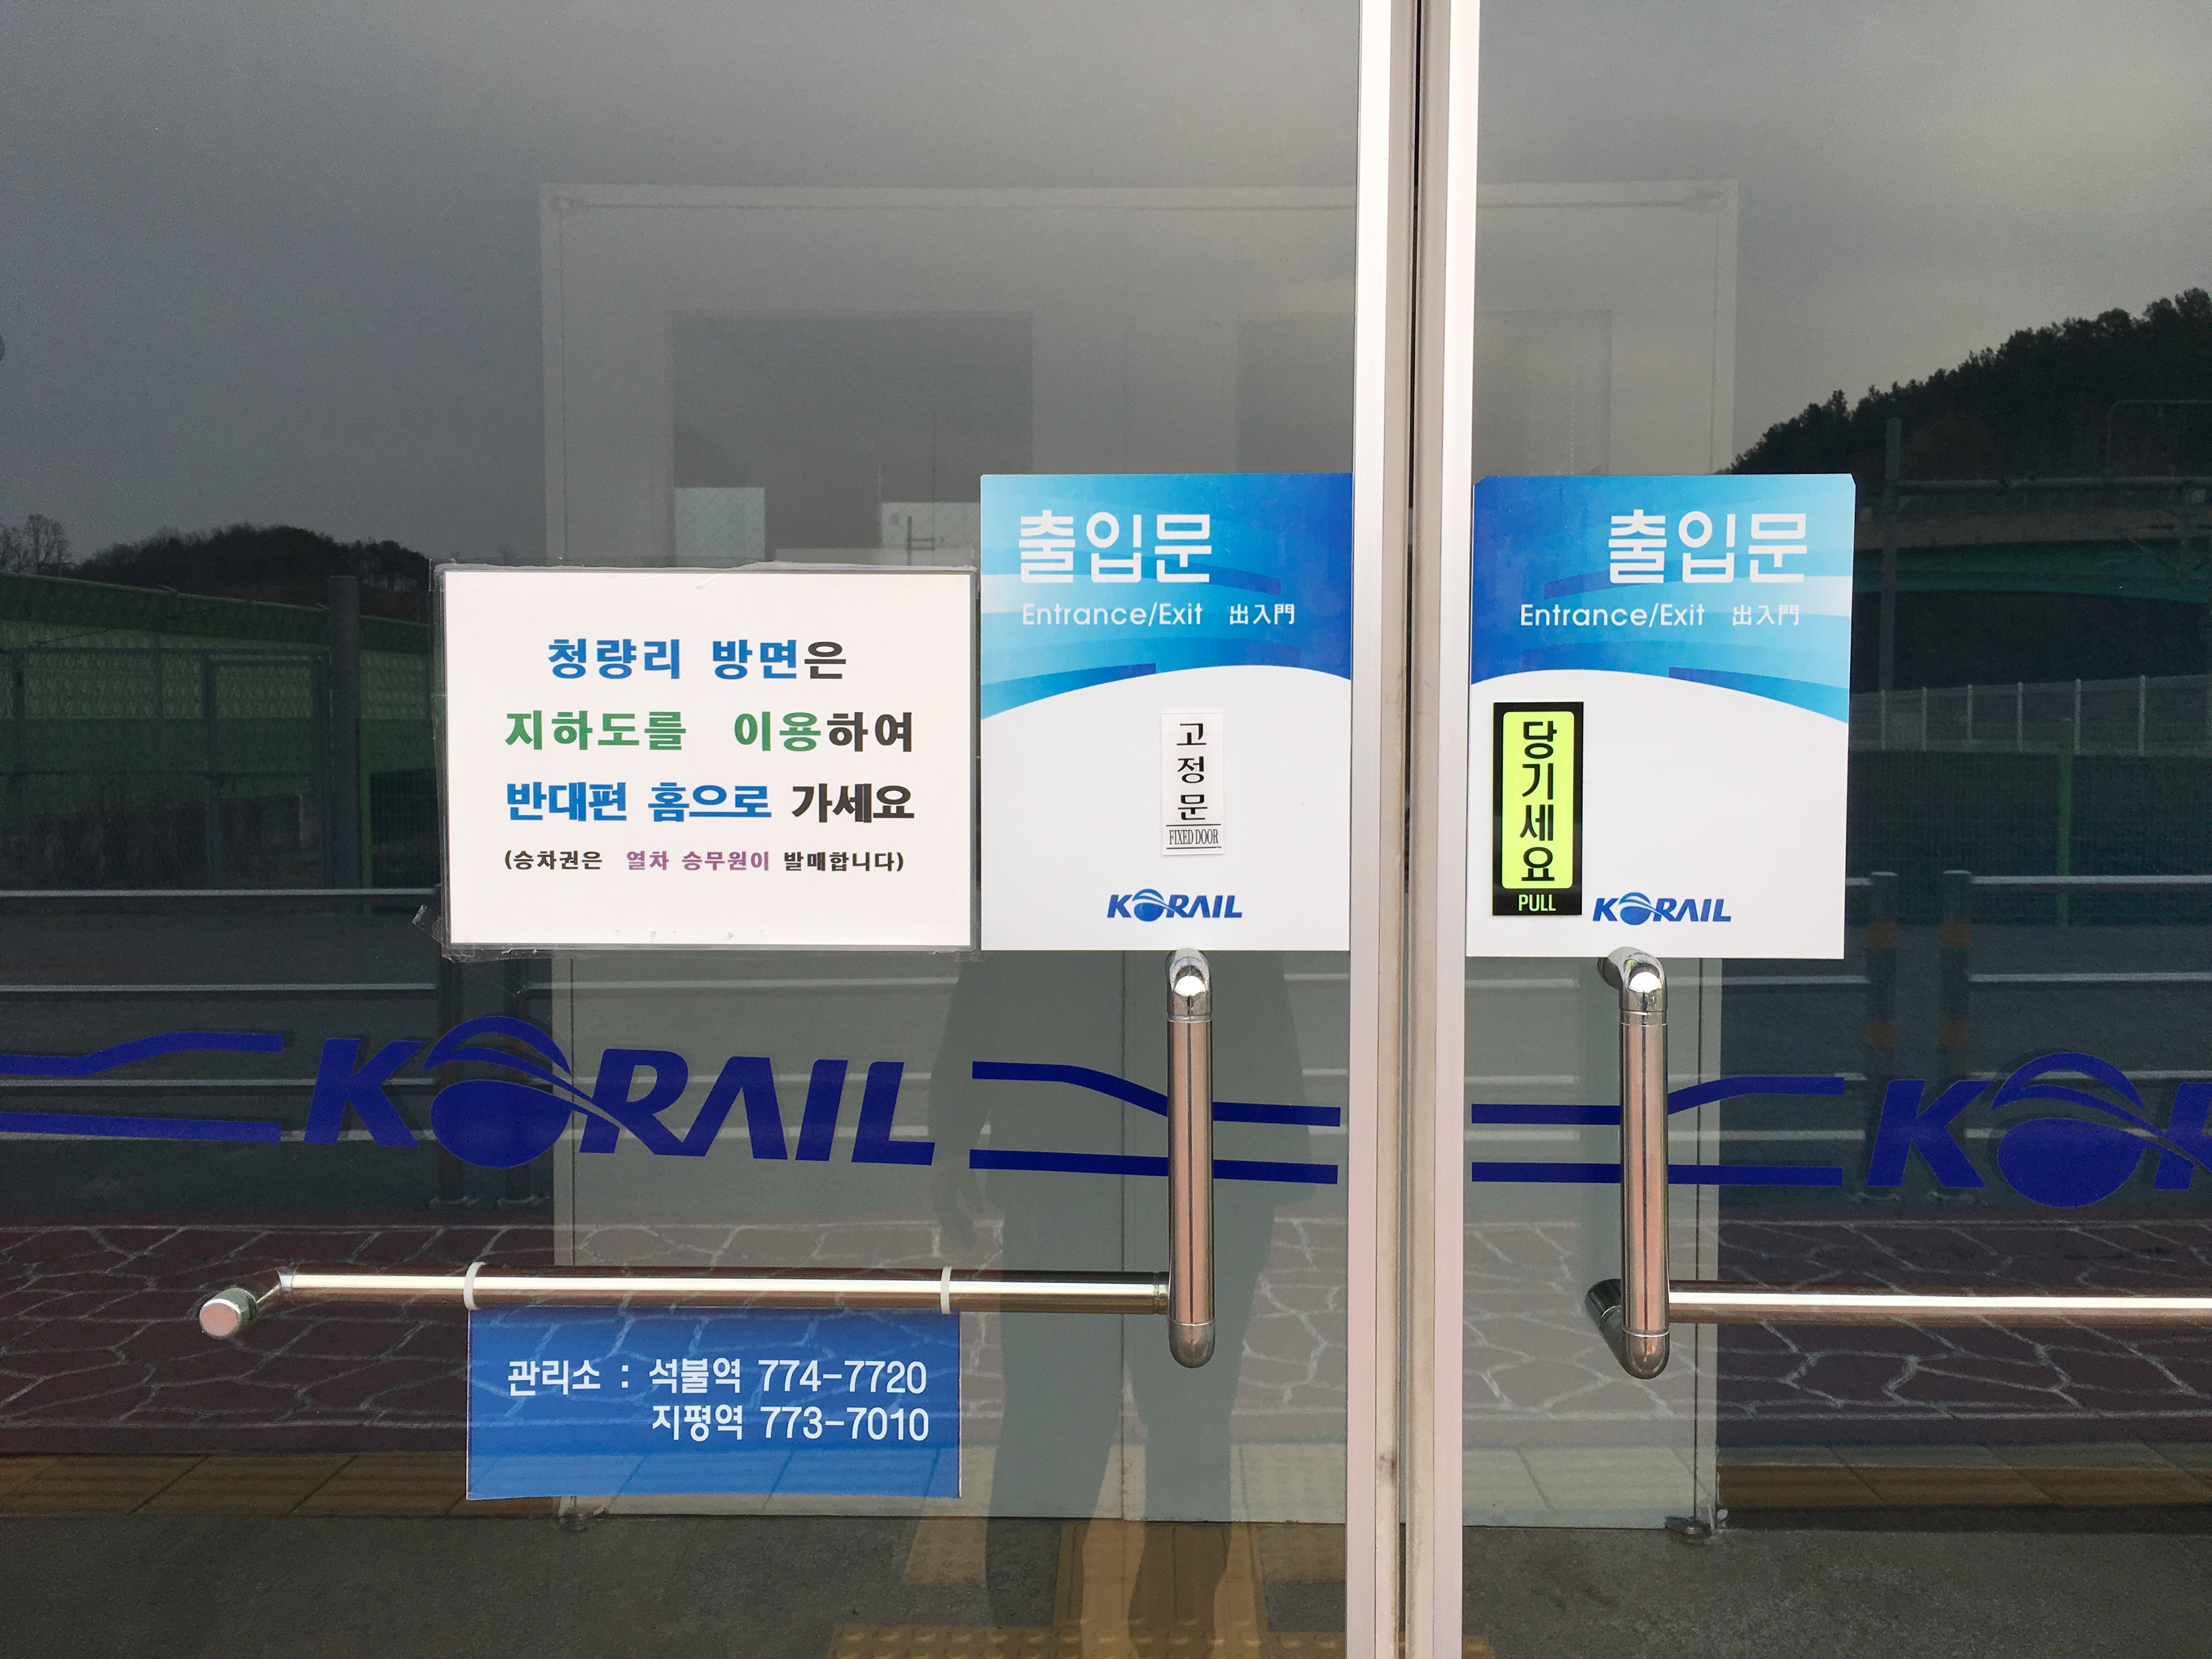 청량리 방면은
지하도를 이용하여
반대편 홈으로 가세요
(승차권은 열차 승무원이 발매합니다)
출입문
Entrance/Exit 出入門
고
정
문
FIXED DOOR
KORAIL
출입문
Entrance/Exit 出入門
당
기
세
요
PULL
KORAIL
KORAIL
관리소 : 석불역 774-7720
지평역 773-7010